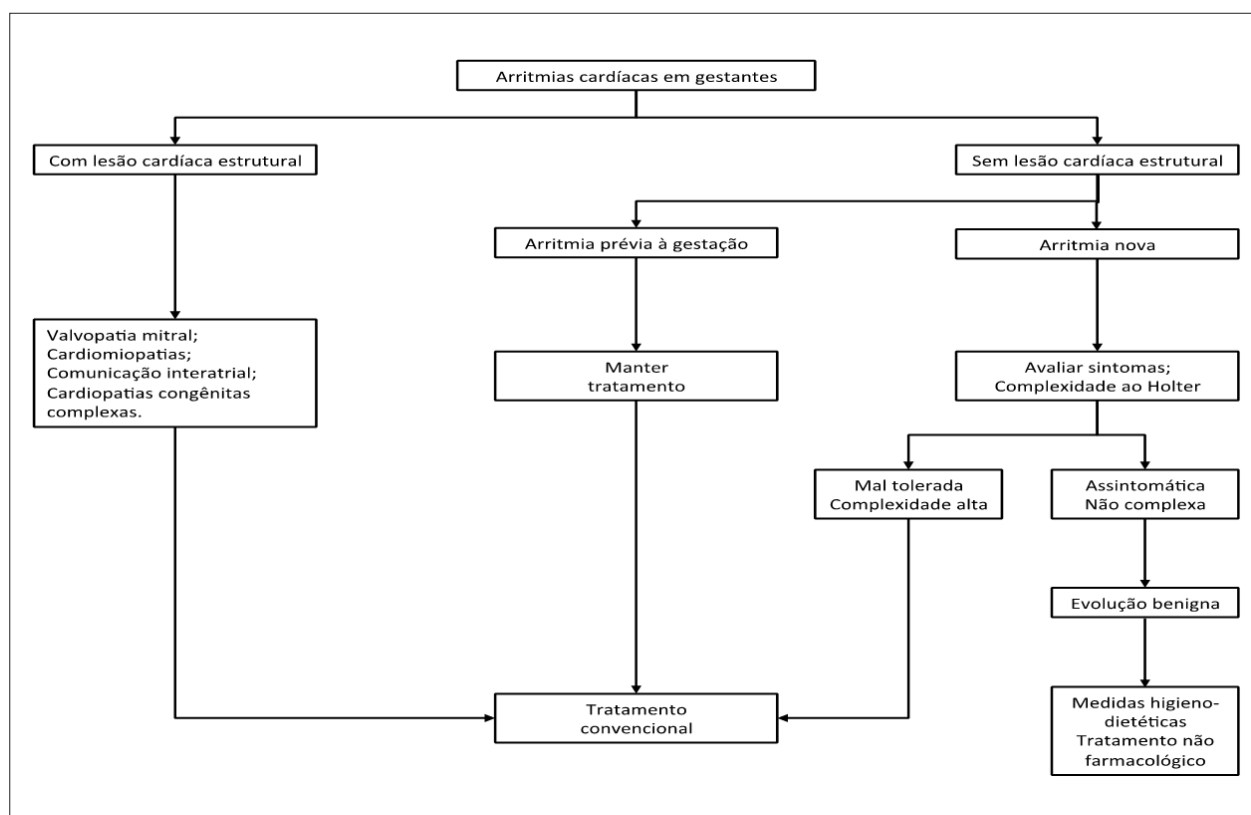 Arritmias cardíacas em gestantes
Com lesão cardíaca estrutural
Sem lesão cardíaca estrutural
Arritmia prévia à gestação
Arritmia nova
Valvopatia mitral;
Cardiomiopatias;
Comunicação interatrial;
Cardiopatias congênitas
complexas.
Manter
tratamento
Avaliar sintomas;
Complexidade ao Holter
Mal tolerada
Complexidade alta
Assintomática
Não complexa
Evolução benigna
Tratamento
convencional
Medidas higieno-
dietéticas
Tratamento não
farmacológico